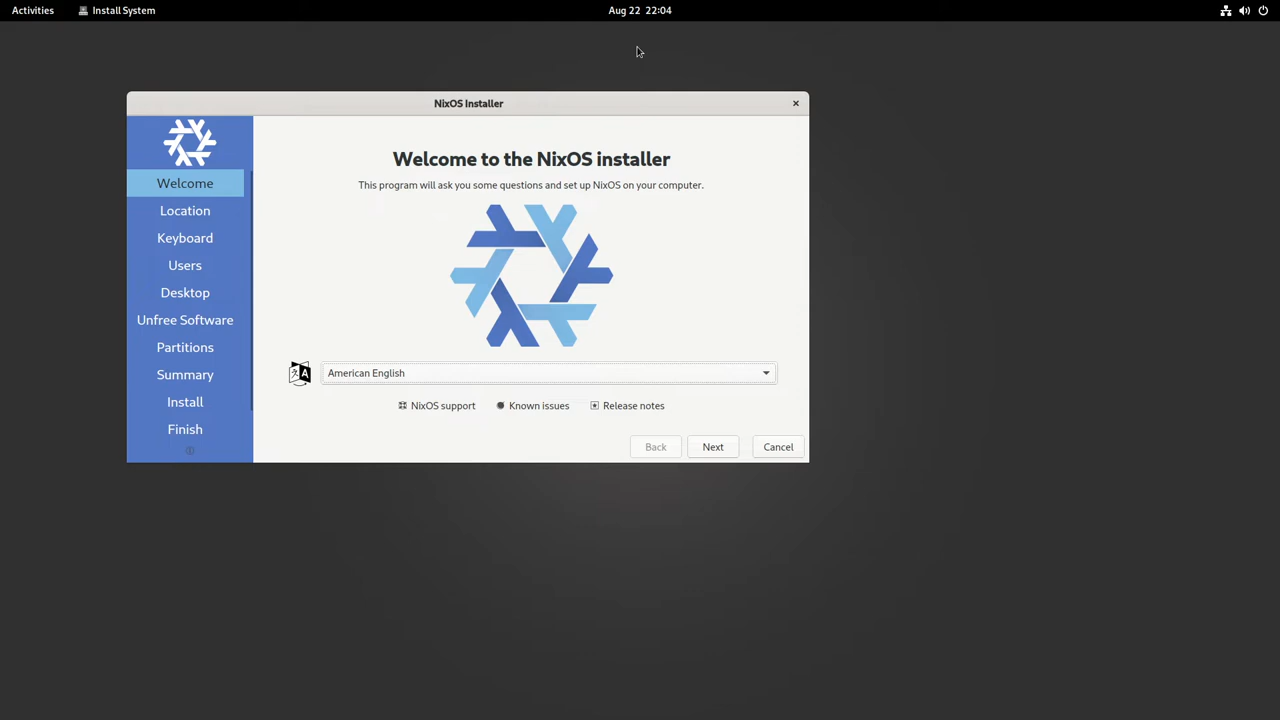 Activities
Install System
Aug 22 22:04
NixOS Installer
Welcome
Location
Keyboard
Users
Desktop
Unfree Software
Partitions
Summary
Install
Finish
Welcome to the NixOS installer
This program will ask you some questions and set up NixOS on your computer.
American English
NixOS support
Known issues
Release notes
Back
Next
Cancel